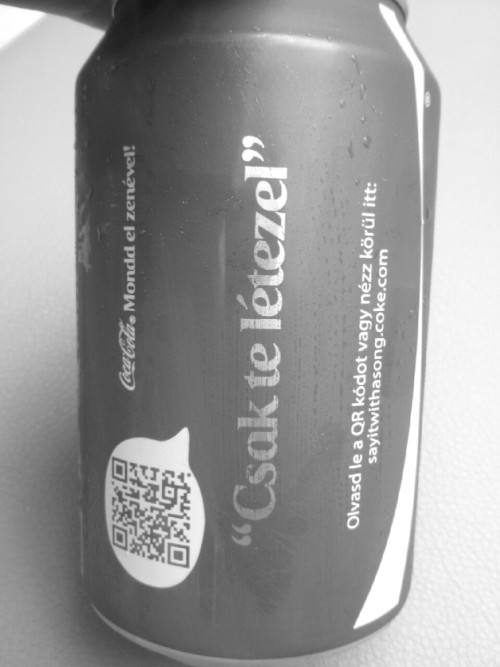 Coca-Cola® Mondd el zenével!
“Csak te létezel”
Olvasd le a QR kódot vagy nézz körül itt:
sayitwithasong.coke.com
®